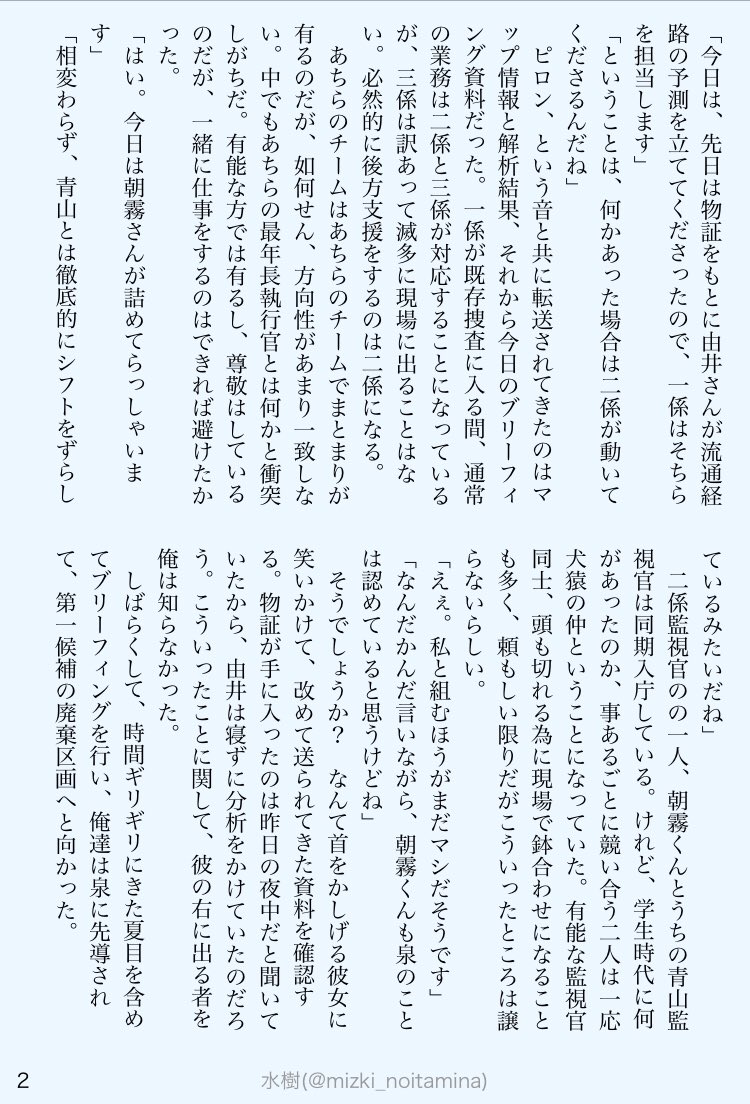 「今日は、先日は物証をもとに由井さんが流通経
路の予測を立ててくださったので、一係はそちら
を担当します」
「ということは、何かあった場合は二係が動いて
くださるんだね」
　ピロン、という音と共に転送されてきたのはマ
ップ情報と解析結果、それから今日のブリーフィ
ング資料だった。一係が既存捜査に入る間、通常
の業務は二係と三係が対応することになっている
が、三係は訳あって滅多に現場に出ることはな
い。必然的に後方支援をするのは二係になる。
　あちらのチームはあちらのチームでまとまりが
有るのだが、如何せん、方向性があまり一致しな
い。中でもあちらの最年長執行官とは何かと衝突
しがちだ。有能な方では有るし、尊敬はしている
のだが、一緒に仕事をするのはできれば避けたか
った。
「はい。今日は朝霧さんが詰めてらっしゃいま
す」
「相変わらず、青山とは徹底的にシフトをずらし
ているみたいだね」
　二係監視官のの一人、朝霧くんとうちの青山監
視官は同期入庁している。けれど、学生時代に何
があったのか、事あるごとに競い合う二人は一応
犬猿の仲ということになっていた。有能な監視官
同士、頭も切れる為に現場で鉢合わせになること
も多く、頼もしい限りだがこういったところは譲
らないらしい。
「えぇ。私と組むほうがまだマシだそうです」
「なんだかんだ言いながら、朝霧くんも泉のこと
は認めていると思うけどね」
　そうでしょうか？　なんて首をかしげる彼女に
笑いかけて、改めて送られてきた資料を確認す
る。物証が手に入ったのは昨日の夜中だと聞いて
いたから、由井は寝ずに分析をかけていたのだろ
う。こういったことに関して、彼の右に出る者を
俺は知らなかった。
　しばらくして、時間ギリギリにきた夏目を含め
てブリーフィングを行い、俺達は泉に先導され
て、第一候補の廃棄区画へと向かった。
2
水樹(@mizki_noitamina)